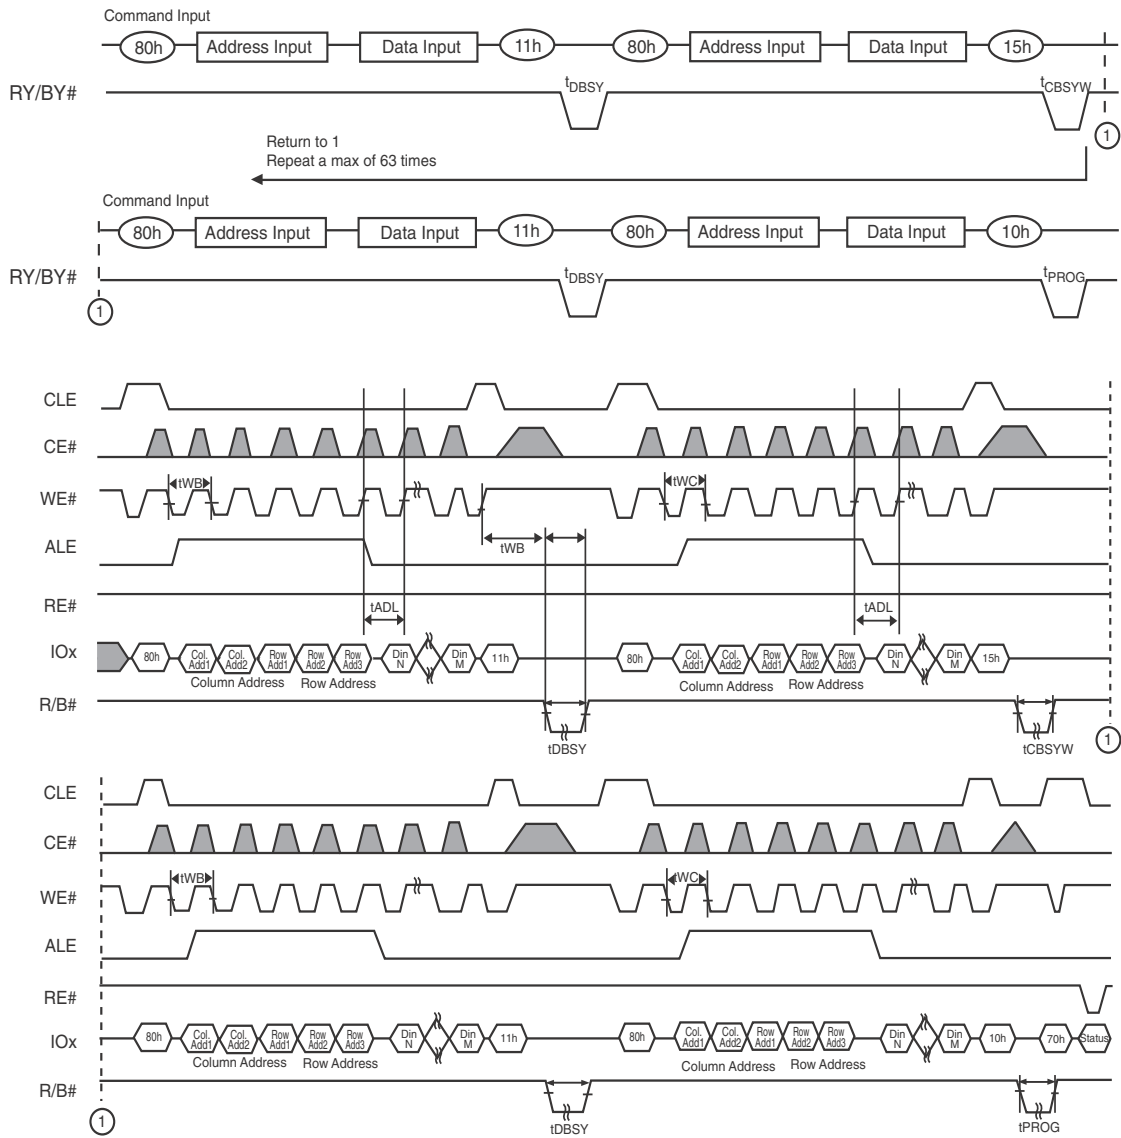 Command Input
80h Address Input Data Input 11h 80h Address Input Data Input 15h
RY/BY# tDBSY tCBSYW
1
Return to 1
Repeat a max of 63 times
Command Input
80h Address Input Data Input 11h 80h Address Input Data Input 10h
RY/BY# tDBSY tPROG
1
CLE
CE#
WE# tWB tWC
ALE tWB
RE#
tADL tADL
IOx 80h Col. Add1 Col. Add2 Row Add1 Row Add2 Row Add3 Din N Din M 11h 80h Col. Add1 Col. Add2 Row Add1 Row Add2 Row Add3 Din N Din M 15h
Column Address Row Address Column Address Row Address
R/B#
tDBSY tCBSYW 1
CLE
CE#
WE# tWB tWC
ALE
RE#
IOx 80h Col. Add1 Col. Add2 Row Add1 Row Add2 Row Add3 Din N Din M 11h 80h Col. Add1 Col. Add2 Row Add1 Row Add2 Row Add3 Din N Din M 10h 70h Status
Column Address Row Address Column Address Row Address
R/B#
1 tDBSY tPROG